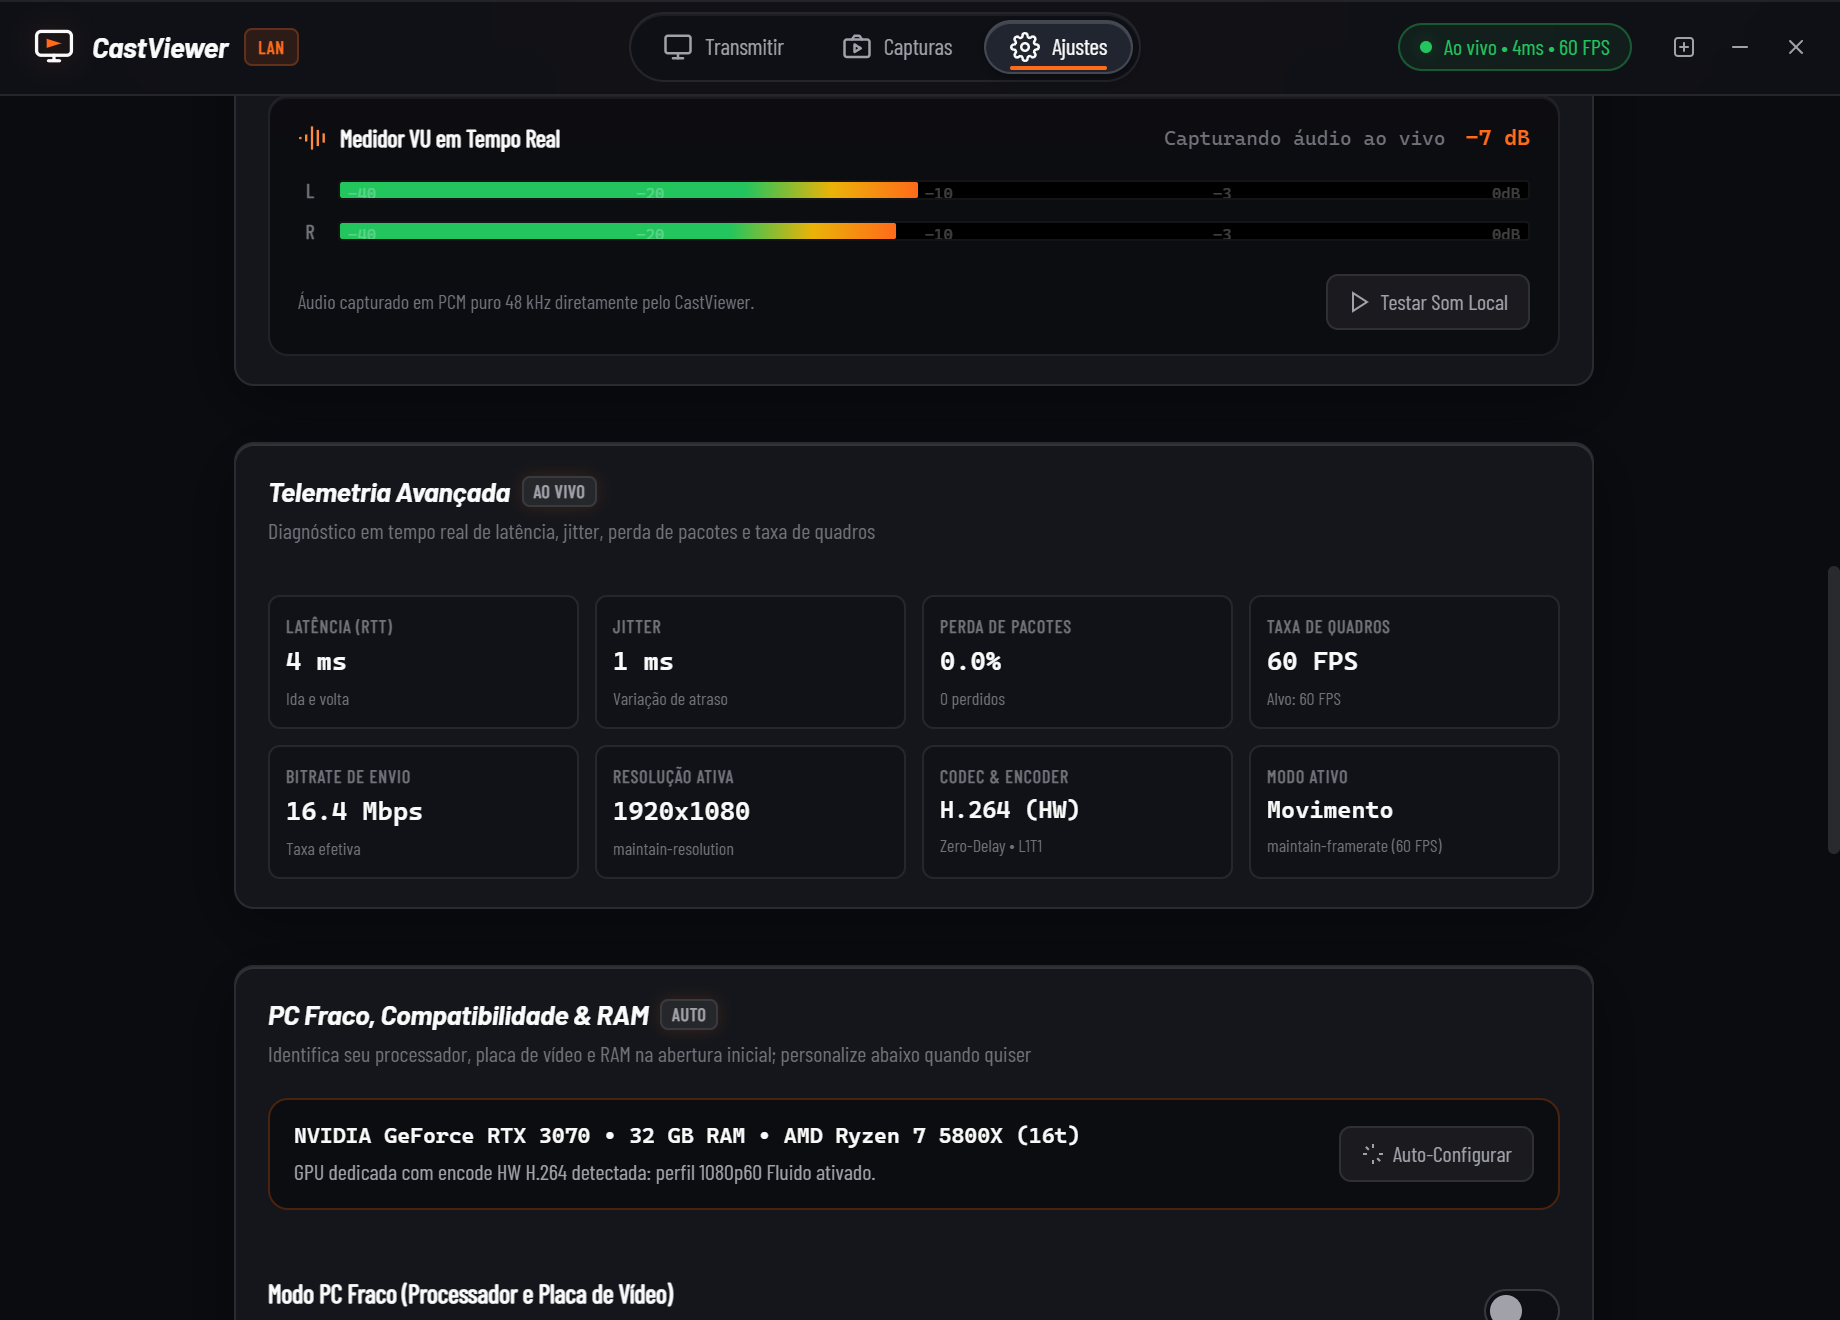 CastViewer LAN
Transmitir
Capturas
Ajustes
Ao vivo • 4ms • 60 FPS
Medidor VU em Tempo Real
Capturando áudio ao vivo −7 dB
L −40 −20 −10 −3 0dB
R −40 −20 −10 −3 0dB
Áudio capturado em PCM puro 48 kHz diretamente pelo CastViewer.
Testar Som Local
Telemetria Avançada AO VIVO
Diagnóstico em tempo real de latência, jitter, perda de pacotes e taxa de quadros
LATÊNCIA (RTT)
4 ms
Ida e volta
JITTER
1 ms
Variação de atraso
PERDA DE PACOTES
0.0%
0 perdidos
TAXA DE QUADROS
60 FPS
Alvo: 60 FPS
BITRATE DE ENVIO
16.4 Mbps
Taxa efetiva
RESOLUÇÃO ATIVA
1920x1080
maintain-resolution
CODEC & ENCODER
H.264 (HW)
Zero-Delay • L1T1
MODO ATIVO
Movimento
maintain-framerate (60 FPS)
PC Fraco, Compatibilidade & RAM AUTO
Identifica seu processador, placa de vídeo e RAM na abertura inicial; personalize abaixo quando quiser
NVIDIA GeForce RTX 3070 • 32 GB RAM • AMD Ryzen 7 5800X (16t)
GPU dedicada com encode HW H.264 detectada: perfil 1080p60 Fluido ativado.
Auto-Configurar
Modo PC Fraco (Processador e Placa de Vídeo)